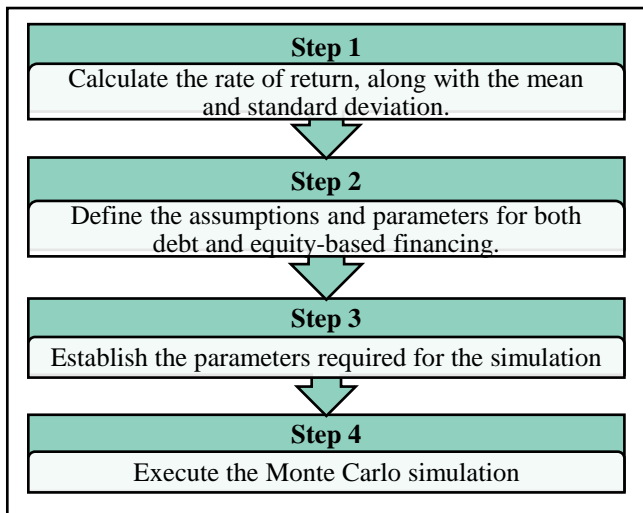 Step 1
Calculate the rate of return, along with the mean
and standard deviation.
Step 2
Define the assumptions and parameters for both
debt and equity-based financing.
Step 3
Establish the parameters required for the simulation
Step 4
Execute the Monte Carlo simulation